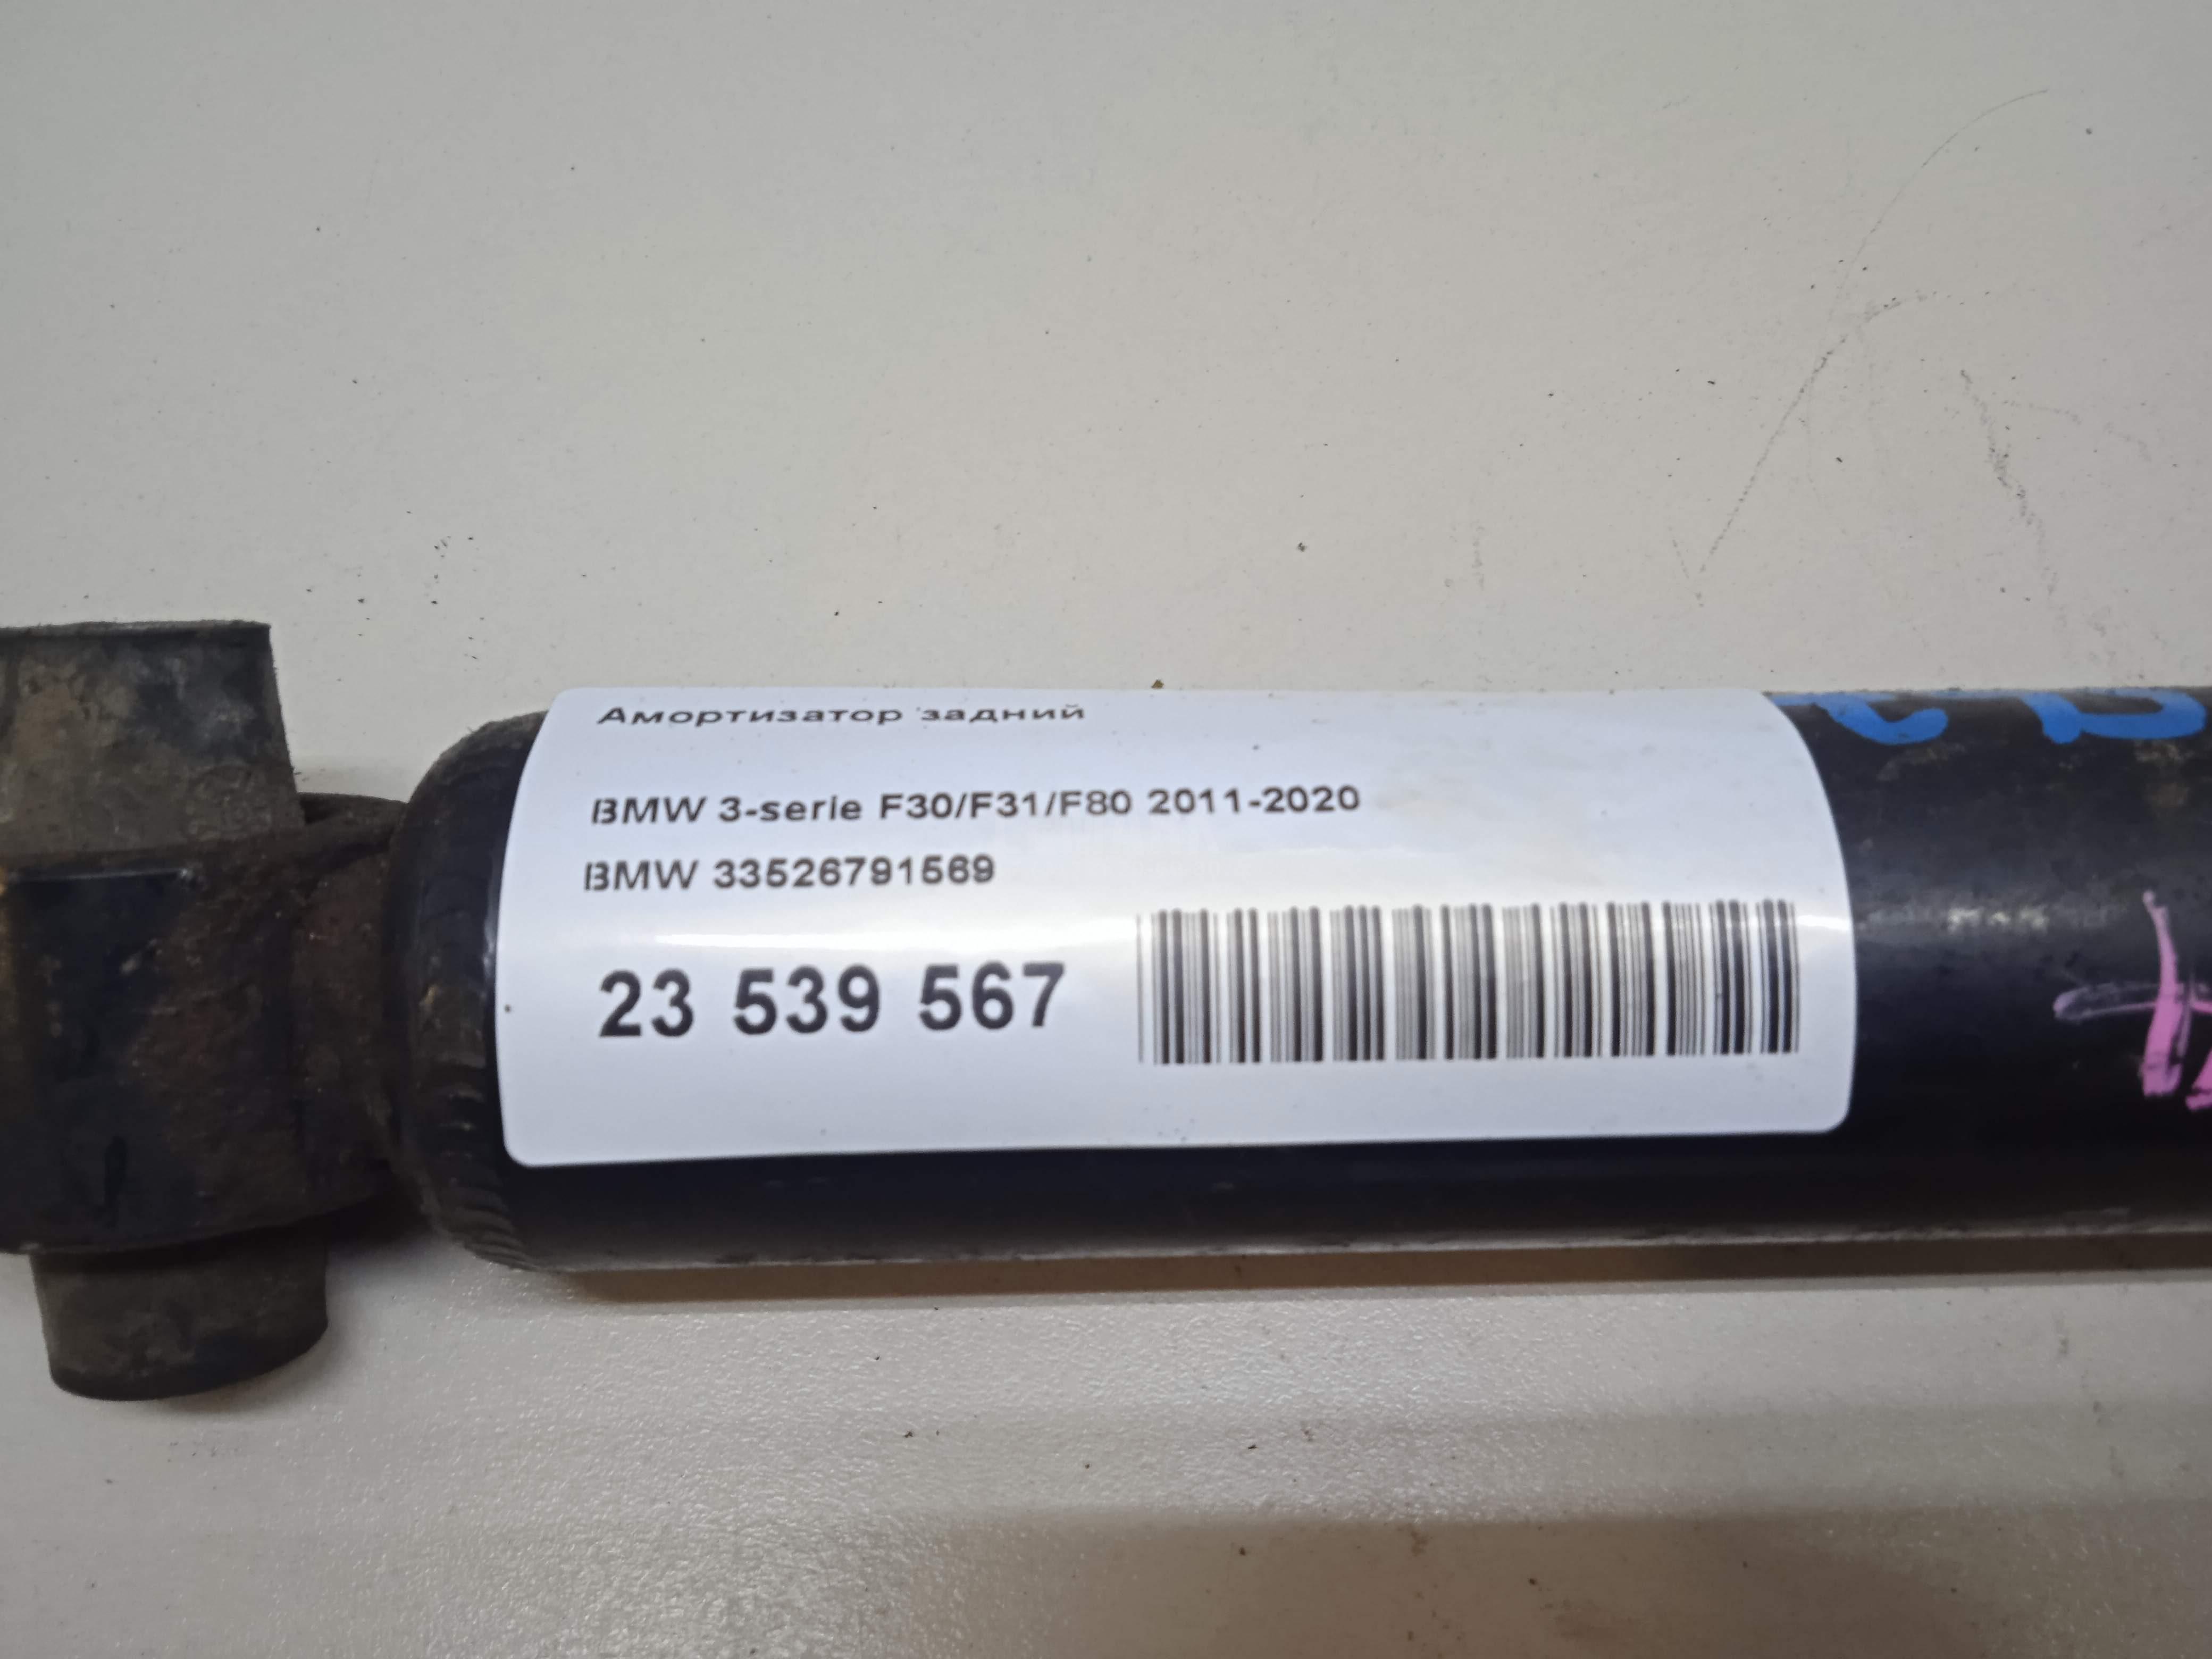 Амортизатор задний
BMW 3-serie F30/F31/F80 2011-2020
BMW 33526791569
23 539 567